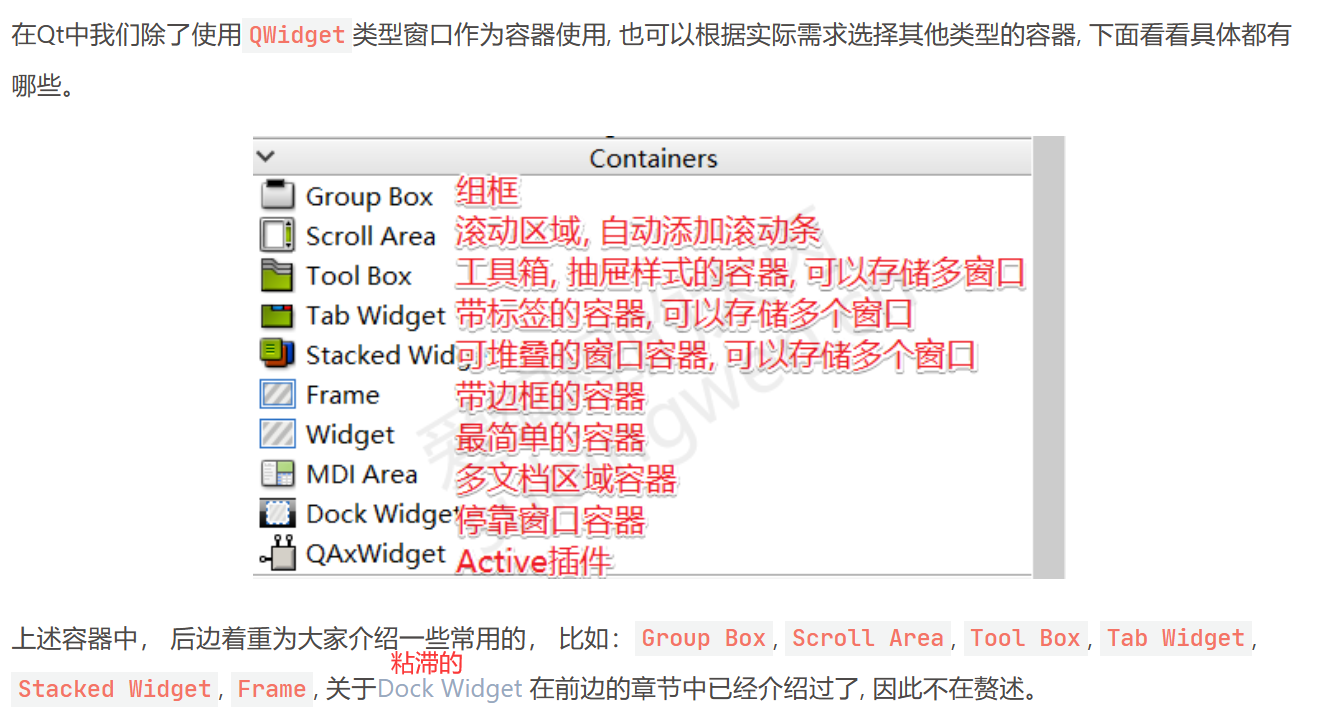 在Qt中我们除了使用 QWidget 类型窗口作为容器使用, 也可以根据实际需求选择其他类型的容器, 下面看看具体都有
哪些。
Containers
Group Box 组框
Scroll Area 滚动区域, 自动添加滚动条
Tool Box 工具箱, 抽屉样式的容器, 可以存储多窗口
Tab Widget 带标签的容器, 可以存储多个窗口
Stacked Widg 可堆叠的窗口容器, 可以存储多个窗口
Frame 带边框的容器
Widget 最简单的容器
MDI Area 多文档区域容器
Dock Widget 停靠窗口容器
QAxWidget Active插件
上述容器中， 后边着重为大家介绍一些常用的， 比如： Group Box, Scroll Area, Tool Box, Tab Widget,
粘滞的
Stacked Widget, Frame, 关于Dock Widget 在前边的章节中已经介绍过了, 因此不在赘述。